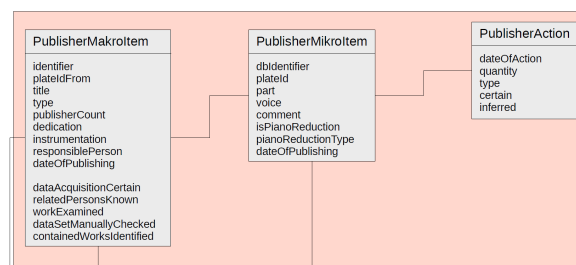 PublisherMakroItem
identifier
plateIdFrom
title
type
publisherCount
dedication
instrumentation
responsiblePerson
dateOfPublishing
dataAcquisitionCertain
relatedPersonsKnown
workExamined
dataSetManuallyChecked
containedWorksIdentified
PublisherMikroItem
dbIdentifier
plateId
part
voice
comment
isPianoReduction
pianoReductionType
dateOfPublishing
PublisherAction
dateOfAction
quantity
type
certain
inferred